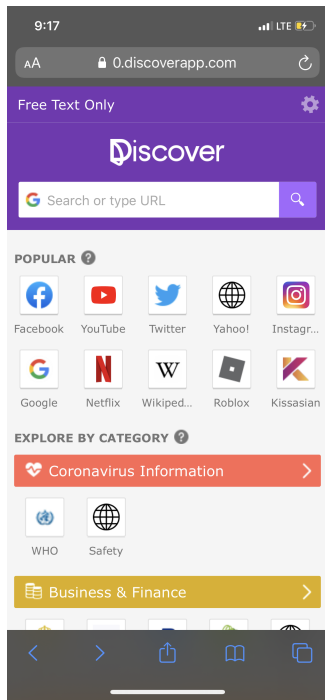 9:17
LTE
AA
0.discoverapp.com
Free Text Only
Discover
Search or type URL
POPULAR ?
Facebook YouTube Twitter Yahoo! Instagr...
W
Google Netflix Wikiped... Roblox Kissasian
EXPLORE BY CATEGORY ?
Coronavirus Information
WHO Safety
Business & Finance